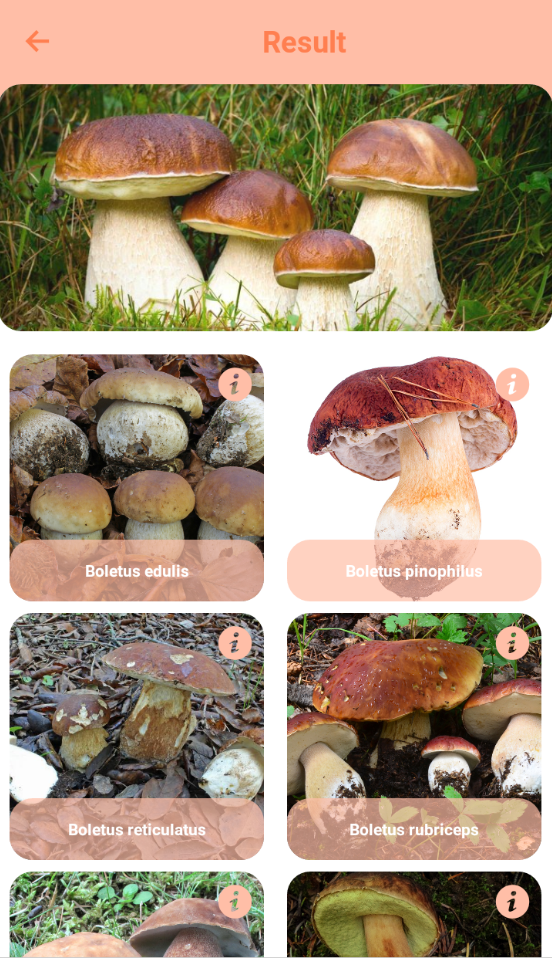 Result
Boletus edulis
Boletus pinophilus
Boletus reticulatus
Boletus rubriceps